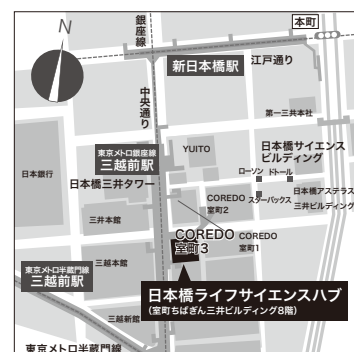 N
銀座線
本町
新日本橋駅
江戸通り
中央通り
第一三共本社
東京メトロ銀座線
三越前駅
YUITO
日本橋サイエンス
ビルディング
ローソン
ドトール
日本銀行
日本橋三井タワー
COREDO
室町2
スターバックス
日本橋アステラス
三井ビルディング
三井本館
COREDO
室町3
COREDO
室町1
東京メトロ半蔵門線
三越前駅
三越本館
日本橋ライフサイエンスハブ
(室町ちばぎん三井ビルディング8階)
三越新館
東京メトロ半蔵門線